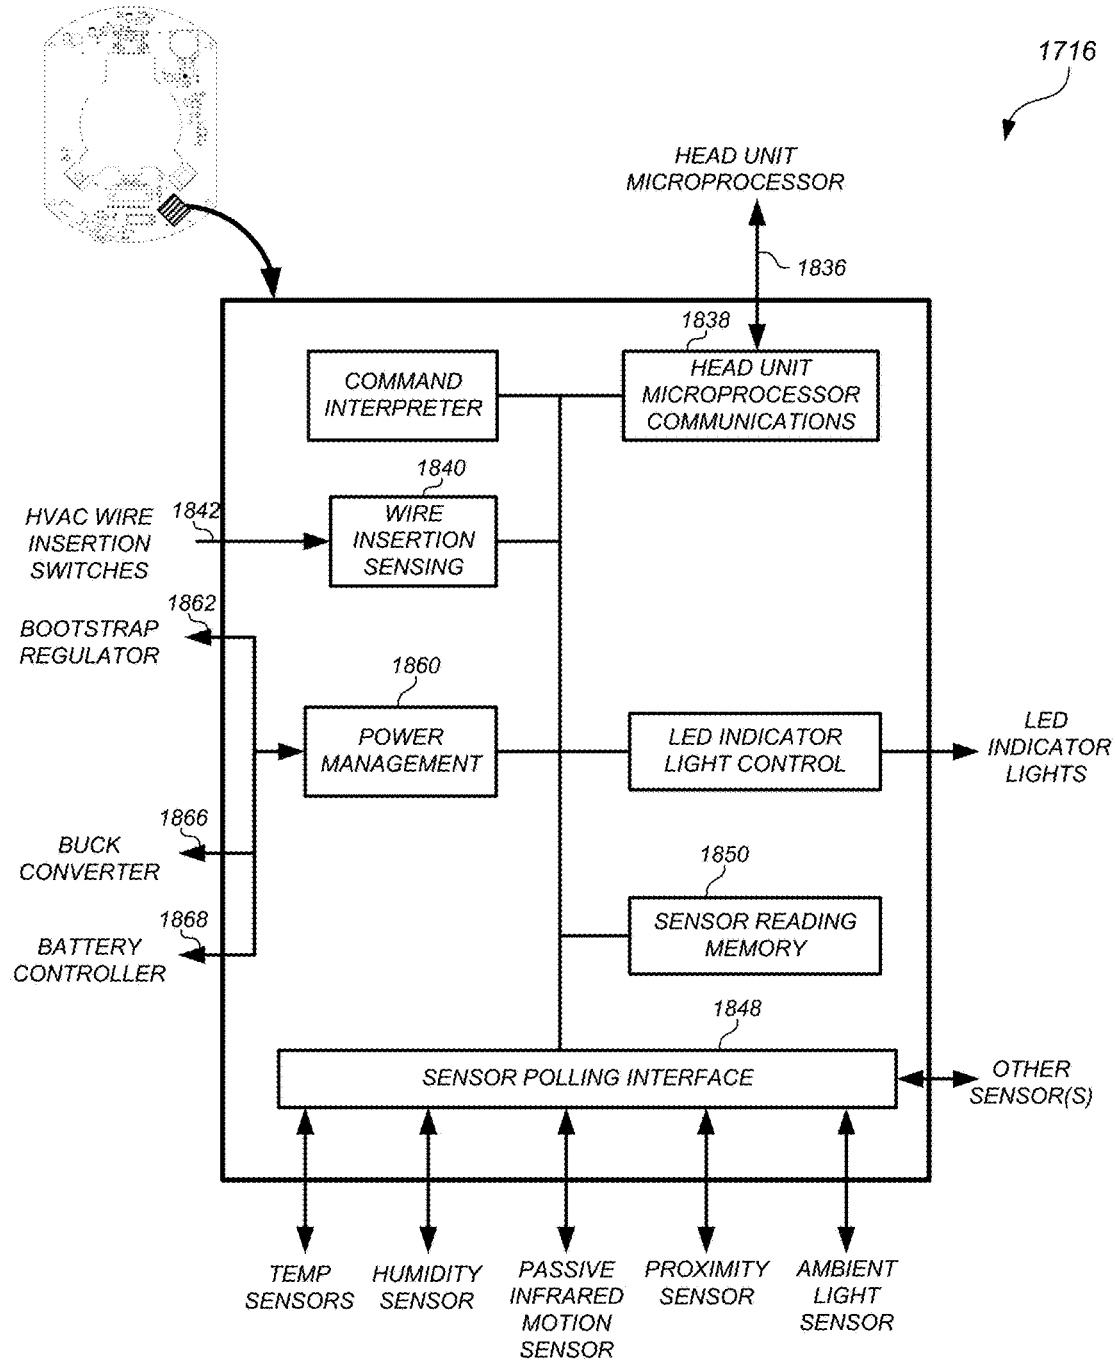 1716
HEAD UNIT
MICROPROCESSOR
1836
1838
HEAD UNIT
MICROPROCESSOR
COMMUNICATIONS
COMMAND
INTERPRETER
1840
WIRE
INSERTION
SENSING
1842
HVAC WIRE
INSERTION
SWITCHES
1862
BOOTSTRAP
REGULATOR
1860
POWER
MANAGEMENT
LED INDICATOR
LIGHT CONTROL
LED
INDICATOR
LIGHTS
1866
BUCK
CONVERTER
1850
SENSOR READING
MEMORY
1868
BATTERY
CONTROLLER
1848
SENSOR POLLING INTERFACE
OTHER
SENSOR(S)
TEMP
SENSORS
HUMIDITY
SENSOR
PASSIVE
INFRARED
MOTION
SENSOR
PROXIMITY
SENSOR
AMBIENT
LIGHT
SENSOR